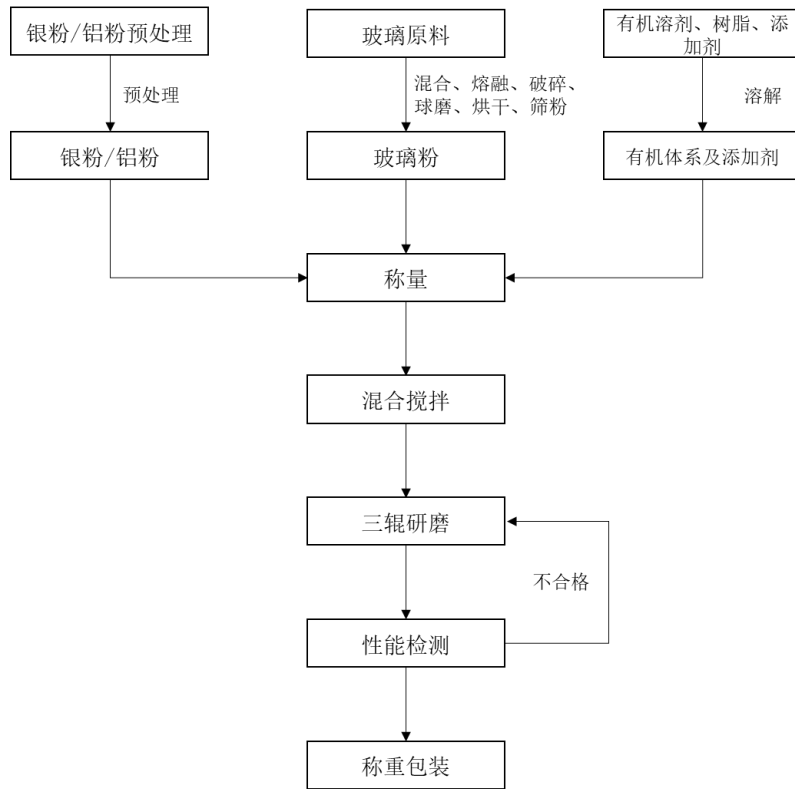 银粉/铝粉预处理
玻璃原料
有机溶剂、树脂、添
加剂
预处理
混合、熔融、破碎、
球磨、烘干、筛粉
溶解
银粉/铝粉
玻璃粉
有机体系及添加剂
称量
混合搅拌
三辊研磨
不合格
性能检测
称重包装